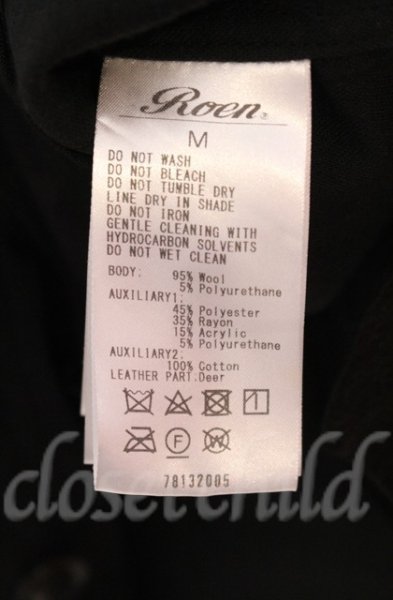 Roen®
M
DO NOT WASH
DO NOT BLEACH
DO NOT TUMBLE DRY
LINE DRY IN SHADE
DO NOT IRON
GENTLE CLEANING WITH
HYDROCARBON SOLVENTS
DO NOT WET CLEAN
BODY: 95% Wool
5% Polyurethane
AUXILIARY1:
45% Polyester
35% Rayon
15% Acrylic
5% Polyurethane
AUXILIARY2:
100% Cotton
LEATHER PART: Deer
F W
78132005
closet child